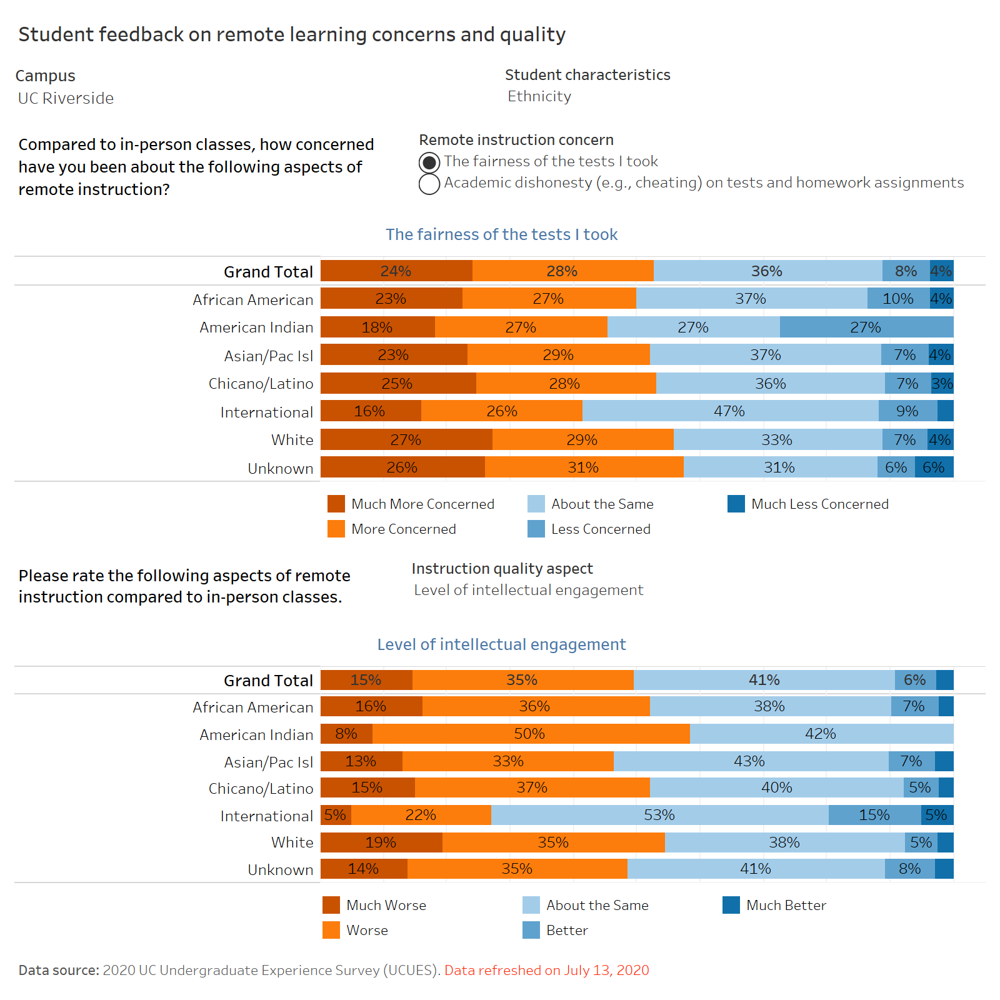 Student feedback on remote learning concerns and quality
Campus
UC Riverside
Student characteristics
Ethnicity
Compared to in-person classes, how concerned
have you been about the following aspects of
remote instruction?
Remote instruction concern
The fairness of the tests I took
Academic dishonesty (e.g., cheating) on tests and homework assignments
The fairness of the tests I took
Grand Total 24% 28% 36% 8% 4%
African American 23% 27% 37% 10% 4%
American Indian 18% 27% 27% 27%
Asian/Pac Isl 23% 29% 37% 7% 4%
Chicano/Latino 25% 28% 36% 7% 3%
International 16% 26% 47% 9%
White 27% 29% 33% 7% 4%
Unknown 26% 31% 31% 6% 6%
Much More Concerned About the Same Much Less Concerned
More Concerned Less Concerned
Please rate the following aspects of remote
instruction compared to in-person classes.
Instruction quality aspect
Level of intellectual engagement
Level of intellectual engagement
Grand Total 15% 35% 41% 6%
African American 16% 36% 38% 7%
American Indian 8% 50% 42%
Asian/Pac Isl 13% 33% 43% 7%
Chicano/Latino 15% 37% 40% 5%
International 5% 22% 53% 15% 5%
White 19% 35% 38% 5%
Unknown 14% 35% 41% 8%
Much Worse About the Same Much Better
Worse Better
Data source: 2020 UC Undergraduate Experience Survey (UCUES). Data refreshed on July 13, 2020